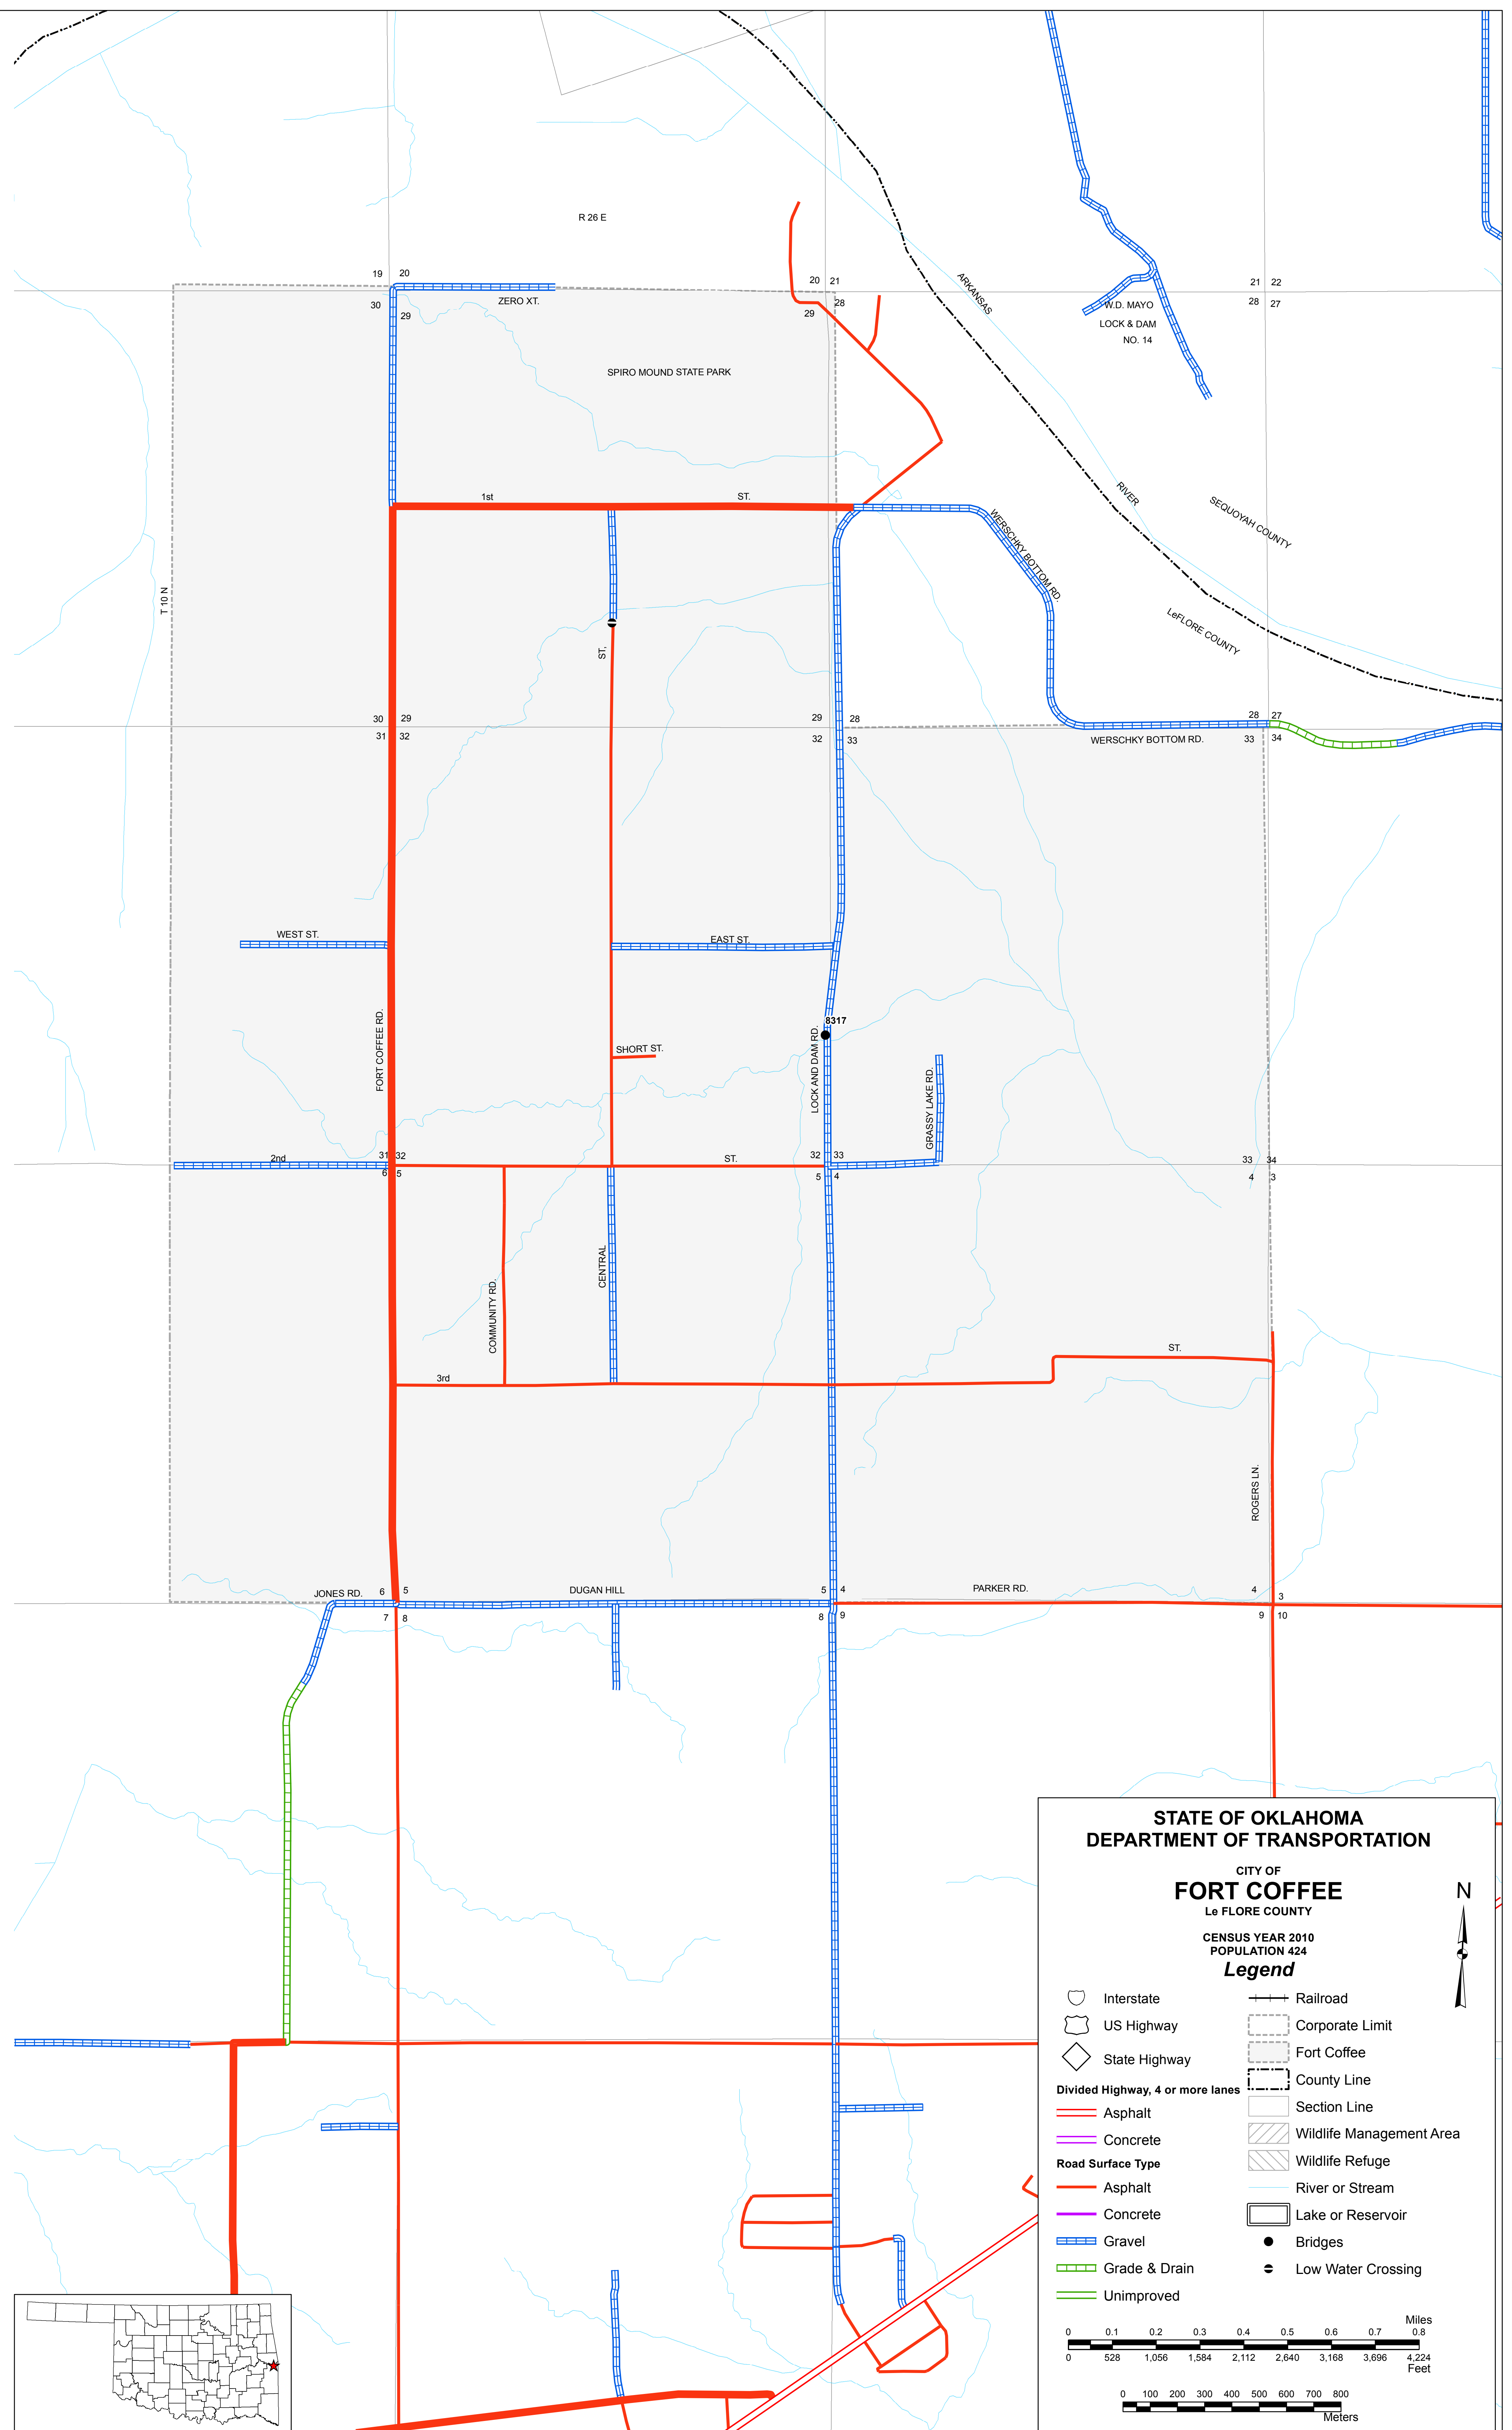 R 26 E
19 20
20 21
21 22
ARKANSAS
30
29
ZERO XT.
29
28
28 27
W.D. MAYO
LOCK & DAM
NO. 14
SPIRO MOUND STATE PARK
1st
ST.
RIVER
SEQUOYAH COUNTY
WERSCHKY BOTTOM RD.
T 10 N
LeFLORE COUNTY
ST.
30 29
31 32
29 28
32 33
28 27
33 34
WERSCHKY BOTTOM RD.
WEST ST.
EAST ST.
8317
FORT COFFEE RD.
SHORT ST.
LOCK AND DAM RD.
GRASSY LAKE RD.
2nd
31 32
6 5
ST.
32 33
5 4
33 34
4 3
COMMUNITY RD.
CENTRAL
3rd
ST.
ROGERS LN.
JONES RD.
6 5
7 8
DUGAN HILL
5 4
8 9
PARKER RD.
4 3
9 10
STATE OF OKLAHOMA
DEPARTMENT OF TRANSPORTATION
CITY OF
FORT COFFEE
Le FLORE COUNTY
N
CENSUS YEAR 2010
POPULATION 424
Legend
Interstate
US Highway
State Highway
Divided Highway, 4 or more lanes
Asphalt
Concrete
Road Surface Type
Asphalt
Concrete
Gravel
Grade & Drain
Unimproved
Railroad
Corporate Limit
Fort Coffee
County Line
Section Line
Wildlife Management Area
Wildlife Refuge
River or Stream
Lake or Reservoir
Bridges
Low Water Crossing
Miles
0 0.1 0.2 0.3 0.4 0.5 0.6 0.7 0.8
0 528 1,056 1,584 2,112 2,640 3,168 3,696 4,224
Feet
0 100 200 300 400 500 600 700 800
Meters